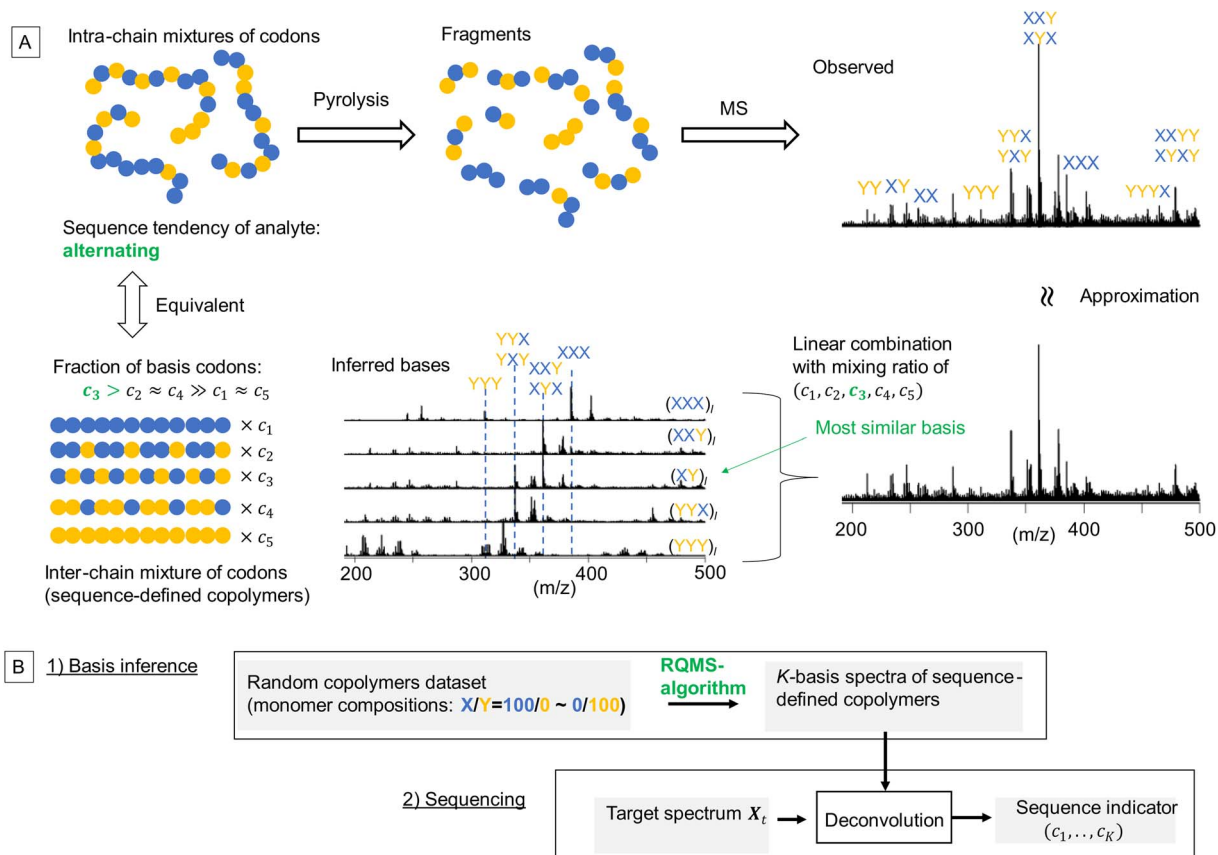 A
Intra-chain mixtures of codons
Pyrolysis
Fragments
MS
Observed
XXY
XYX
YYX
YXY
XXX
XXYY
XYXY
YY XY XX
YYY
YYYX
Sequence tendency of analyte:
alternating
Equivalent
Fraction of basis codons:
c₃ > c₂ ≈ c₄ ≫ c₁ ≈ c₅
× c₁
× c₂
× c₃
× c₄
× c₅
Inter-chain mixture of codons
(sequence-defined copolymers)
Inferred bases
YYX
YXY
XXY
XYX
XXX
YYY
(XXX)ₗ
(XXY)ₗ
(XY)ₗ
(YYX)ₗ
(YYY)ₗ
200 300 400 500
(m/z)
≈
Approximation
Linear combination
with mixing ratio of
(c₁, c₂, c₃, c₄, c₅)
Most similar basis
200 300 400 500
(m/z)
B
1) Basis inference
Random copolymers dataset
(monomer compositions: X/Y=100/0 ~ 0/100)
RQMS-
algorithm
K-basis spectra of sequence-
defined copolymers
2) Sequencing
Target spectrum Xₜ
Deconvolution
Sequence indicator
(c₁,..,c_K)